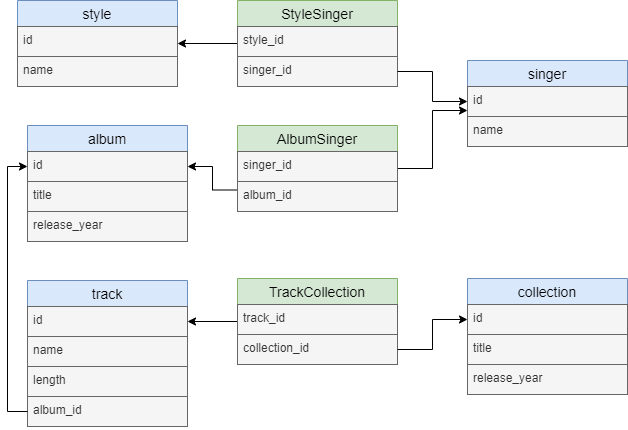 style
id
name
StyleSinger
style_id
singer_id
singer
id
name
album
id
title
release_year
AlbumSinger
singer_id
album_id
track
id
name
length
album_id
TrackCollection
track_id
collection_id
collection
id
title
release_year